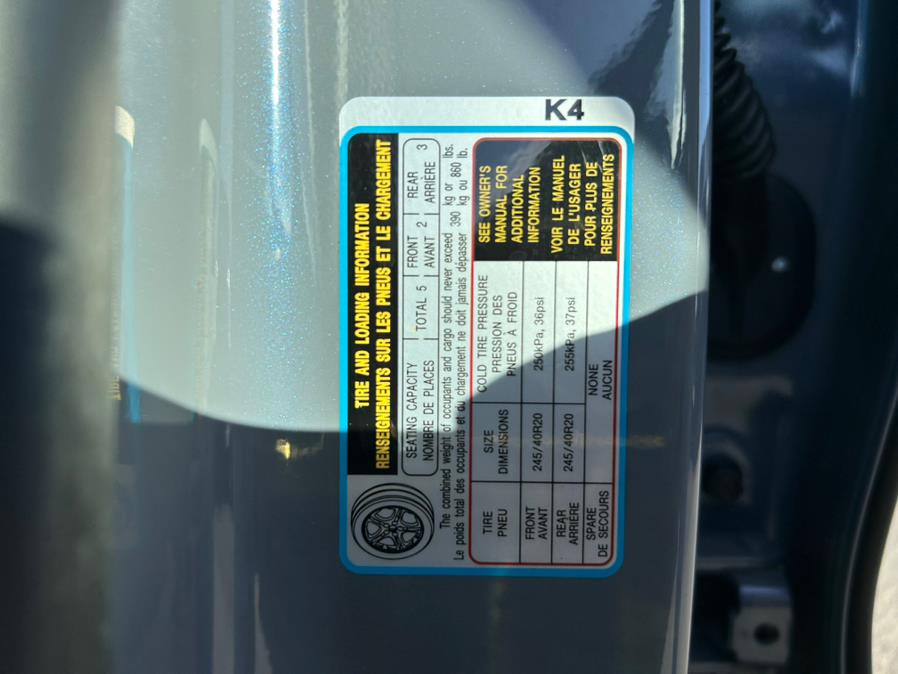 K4
TIRE AND LOADING INFORMATION
RENSEIGNEMENTS SUR LES PNEUS ET LE CHARGEMENT
SEATING CAPACITY
NOMBRE DE PLACES
TOTAL 5
FRONT
AVANT
2
REAR
ARRIÈRE
3
The combined weight of occupants and cargo should never exceed 390 kg or 860 lbs.
Le poids total des occupants et du chargement ne doit jamais dépasser 390 kg ou 860 lb.
TIRE
PNEU
SIZE
DIMENSIONS
COLD TIRE PRESSURE
PRESSION DES
PNEUS À FROID
FRONT
AVANT
245/40R20
250kPa, 36psi
REAR
ARRIÈRE
245/40R20
255kPa, 37psi
SPARE
DE SECOURS
NONE
AUCUN
SEE OWNER'S
MANUAL FOR
ADDITIONAL
INFORMATION
VOIR LE MANUEL
DE L'USAGER
POUR PLUS DE
RENSEIGNEMENTS